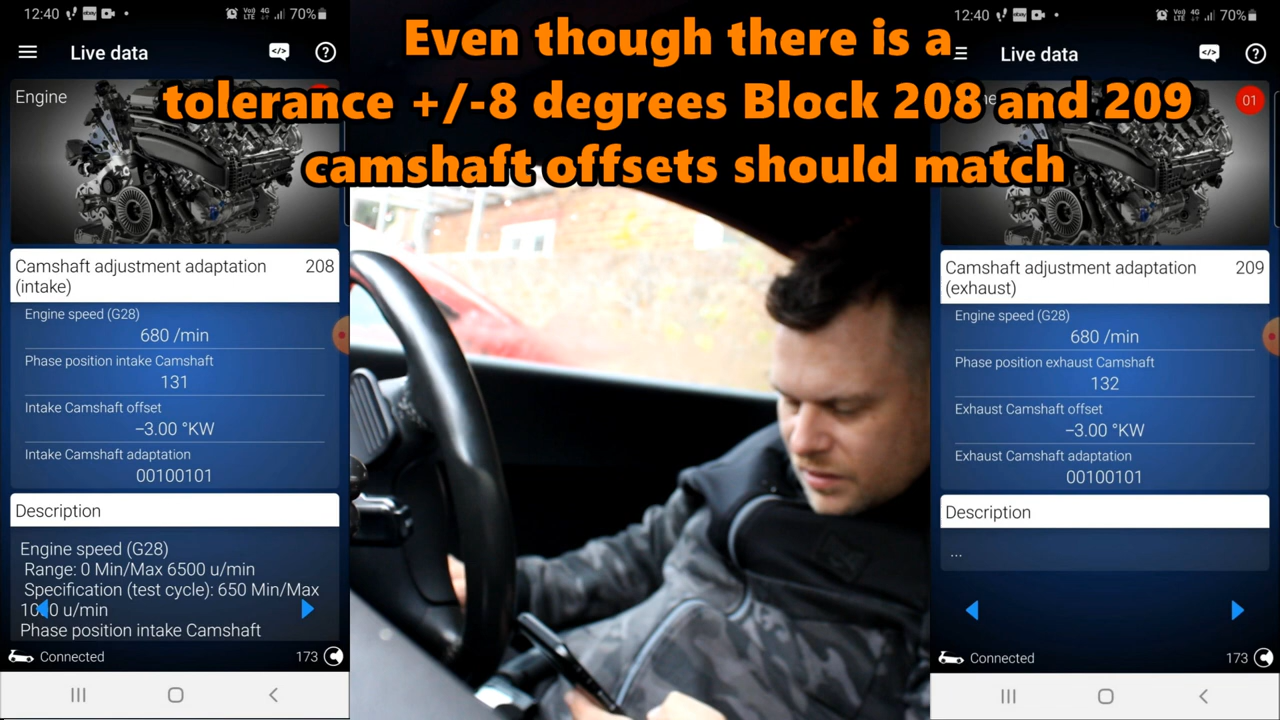 Even though there is a
tolerance +/-8 degrees Block 208 and 209
camshaft offsets should match
12:40
70%
Live data
Engine
Camshaft adjustment adaptation 208
(intake)
Engine speed (G28)
680 /min
Phase position intake Camshaft
131
Intake Camshaft offset
−3.00 °KW
Intake Camshaft adaptation
00100101
Description
Engine speed (G28)
Range: 0 Min/Max 6500 u/min
Specification (test cycle): 650 Min/Max
u/min
Phase position intake Camshaft
Connected 173
12:40
70%
Live data
01
Camshaft adjustment adaptation 209
(exhaust)
Engine speed (G28)
680 /min
Phase position exhaust Camshaft
132
Exhaust Camshaft offset
−3.00 °KW
Exhaust Camshaft adaptation
00100101
Description
...
Connected 173